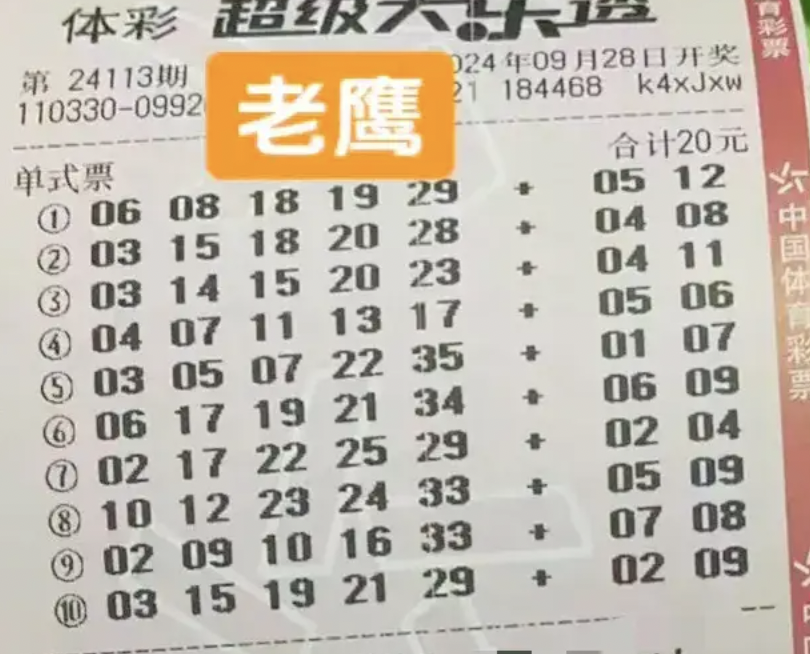 体彩 超级大乐透
第 24113期
024年09月28日开奖
110330-0992
21 184468 k4xJxw
老鹰
单式票
合计20元
① 06 08 18 19 29 + 05 12
② 03 15 18 20 28 + 04 08
③ 03 14 15 20 23 + 04 11
④ 04 07 11 13 17 + 05 06
⑤ 03 05 07 22 35 + 01 07
⑥ 06 17 19 21 34 + 06 09
⑦ 02 17 22 25 29 + 02 04
⑧ 10 12 23 24 33 + 05 09
⑨ 02 09 10 16 33 + 07 08
⑩ 03 15 19 21 29 + 02 09
--
育彩票
中国体育彩票
中